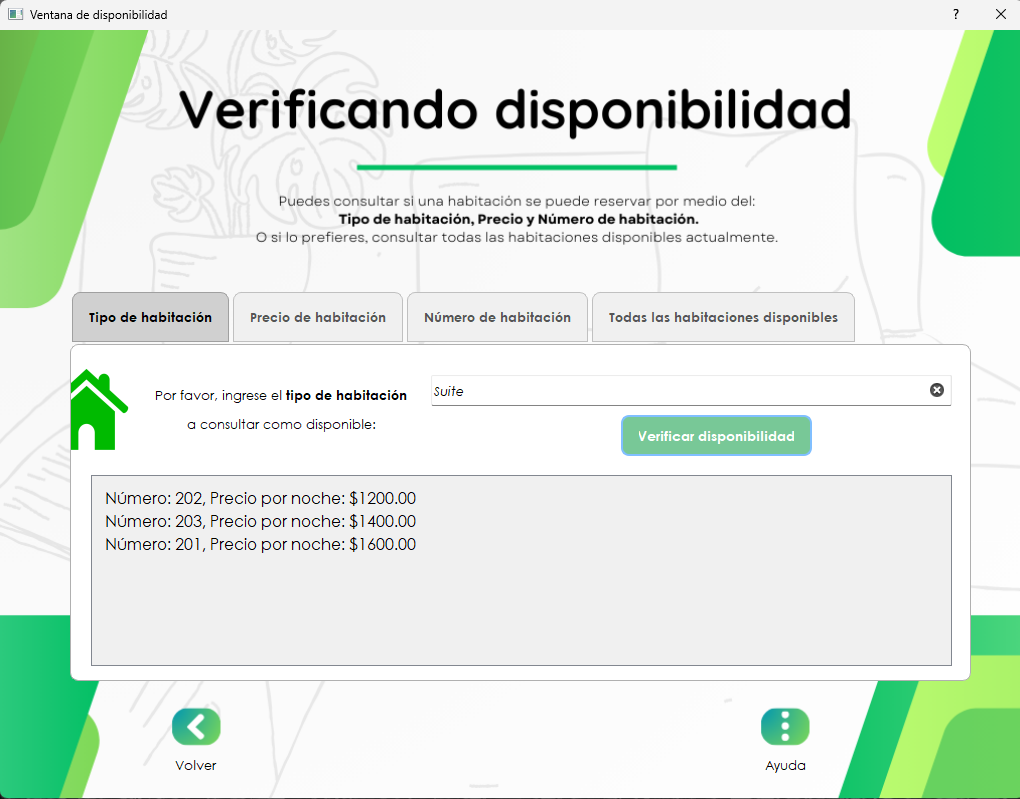 Ventana de disponibilidad
?
Verificando disponibilidad
Puedes consultar si una habitación se puede reservar por medio del:
Tipo de habitación, Precio y Número de habitación.
O si lo prefieres, consultar todas las habitaciones disponibles actualmente.
Tipo de habitación
Precio de habitación
Número de habitación
Todas las habitaciones disponibles
Por favor, ingrese el tipo de habitación
a consultar como disponible:
Suite
Verificar disponibilidad
Número: 202, Precio por noche: $1200.00
Número: 203, Precio por noche: $1400.00
Número: 201, Precio por noche: $1600.00
Volver
Ayuda